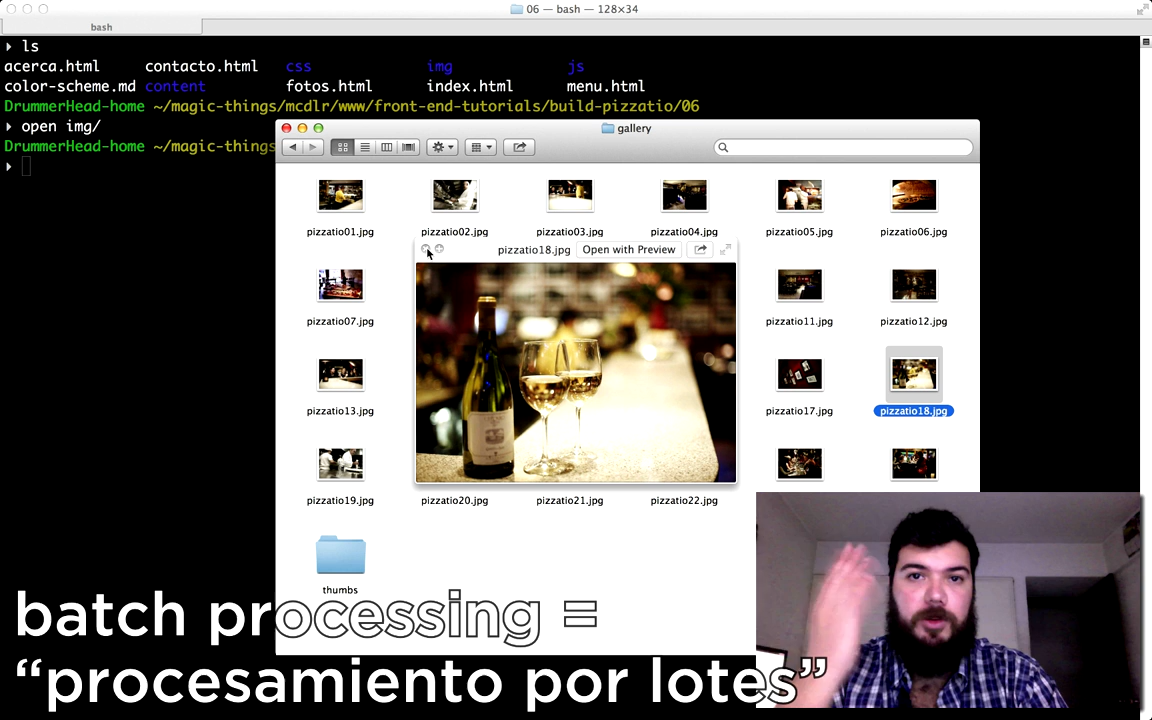 06 — bash — 128×34
bash
ls
acerca.html contacto.html css img js
color-scheme.md content fotos.html index.html menu.html
DrummerHead-home ~/magic-things/mcdlr/www/front-end-tutorials/build-pizzatio/06
open img/
DrummerHead-home ~/magic-things
gallery
pizzatio01.jpg pizzatio02.jpg pizzatio03.jpg pizzatio04.jpg pizzatio05.jpg pizzatio06.jpg
pizzatio18.jpg Open with Preview
pizzatio07.jpg pizzatio11.jpg pizzatio12.jpg
pizzatio13.jpg pizzatio17.jpg pizzatio18.jpg
pizzatio19.jpg pizzatio20.jpg pizzatio21.jpg pizzatio22.jpg
thumbs
batch processing =
“procesamiento por lotes”